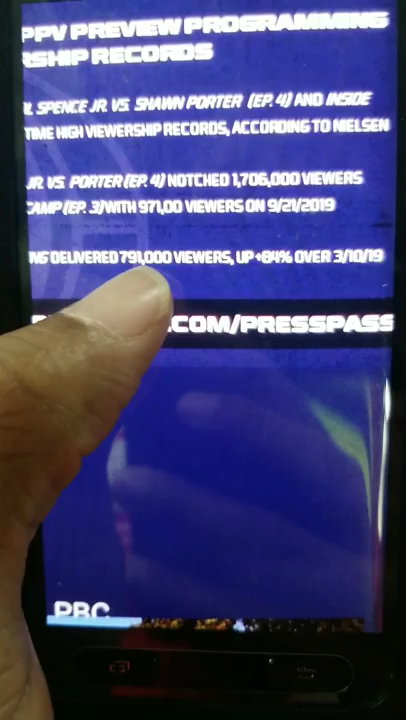 PPV PREVIEW PROGRAMMING
RSHIP RECORDS
L SPENCE JR. VS. SHAWN PORTER (EP. 4) AND INSIDE
TIME HIGH VIEWERSHIP RECORDS, ACCORDING TO NIELSEN
JR. VS. PORTER (EP. 4) NOTCHED 1,706,000 VIEWERS
CAMP (EP. 3)WITH 971,00 VIEWERS ON 9/21/2019
NG DELIVERED 791,000 VIEWERS, UP +84% OVER 3/10/19
.COM/PRESSPASS
PBC